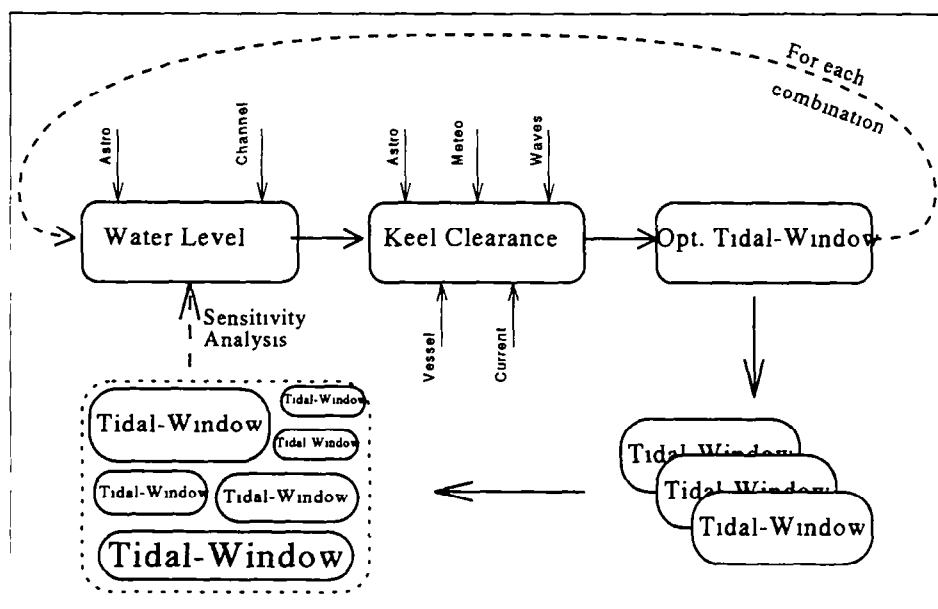 For each
combination
Astro
Channel
Astro
Meteo
Waves
Water Level
Keel Clearance
Opt. Tidal-Window
Sensitivity
Analysis
Vessel
Current
Tidal-Window
Tidal-Window
Tidal Window
Tidal-Window
Tidal-Window
Tidal-Window
Tidal-Window
Tidal-Window
Tidal-Window